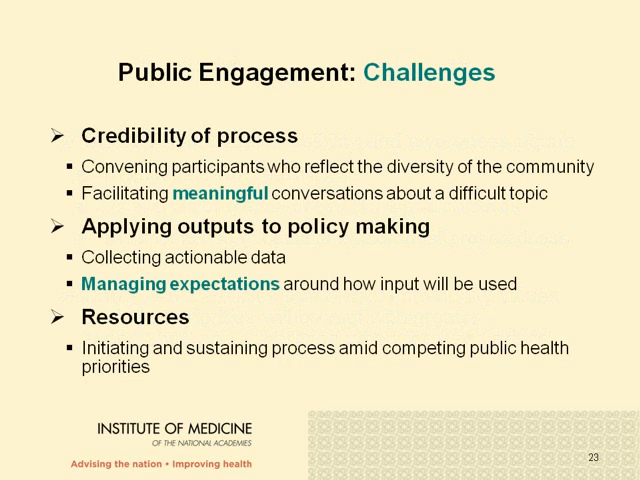 Public Engagement: Challenges
Credibility of process
Convening participants who reflect the diversity of the community
Facilitating meaningful conversations about a difficult topic
Applying outputs to policy making
Collecting actionable data
Managing expectations around how input will be used
Resources
Initiating and sustaining process amid competing public health
priorities
INSTITUTE OF MEDICINE
OF THE NATIONAL ACADEMIES
Advising the nation • Improving health
23